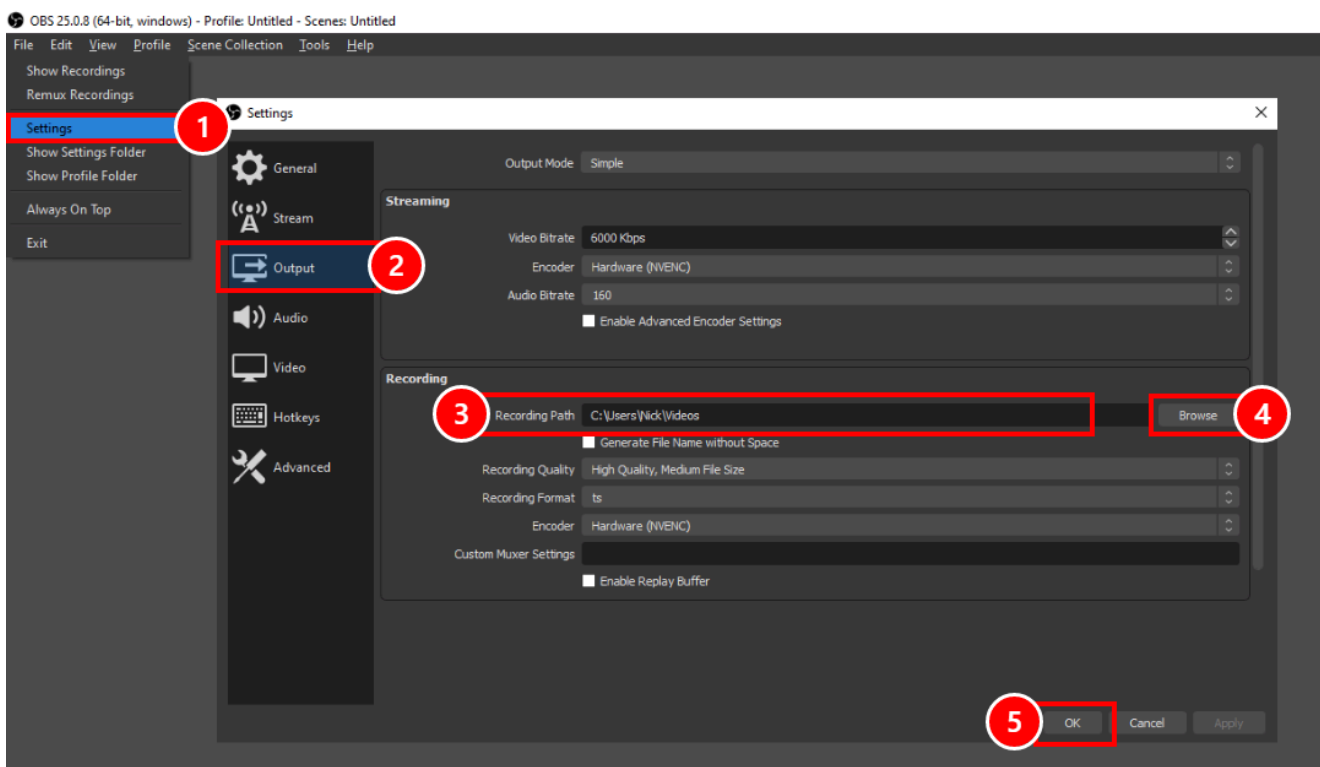 OBS 25.0.8 (64-bit, windows) - Profile: Untitled - Scenes: Untitled
File Edit View Profile Scene Collection Tools Help
Show Recordings
Remux Recordings
Settings
1
Show Settings Folder
Show Profile Folder
Always On Top
Exit
Settings
General
Stream
Output
2
Audio
Video
Hotkeys
Advanced
Output Mode Simple
Streaming
Video Bitrate 6000 Kbps
Encoder Hardware (NVENC)
Audio Bitrate 160
Enable Advanced Encoder Settings
Recording
3 Recording Path C:\Users\Nick\Videos Browse 4
Generate File Name without Space
Recording Quality High Quality, Medium File Size
Recording Format ts
Encoder Hardware (NVENC)
Custom Muxer Settings
Enable Replay Buffer
5 OK Cancel Apply